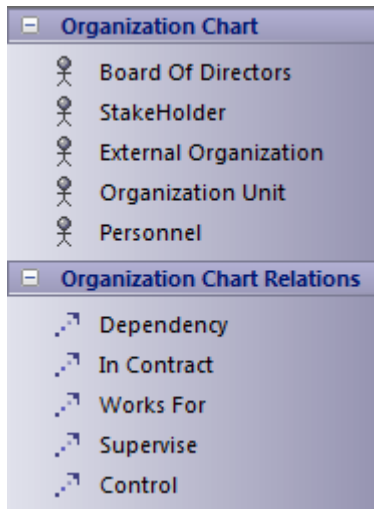 Organization Chart
Board Of Directors
StakeHolder
External Organization
Organization Unit
Personnel
Organization Chart Relations
Dependency
In Contract
Works For
Supervise
Control